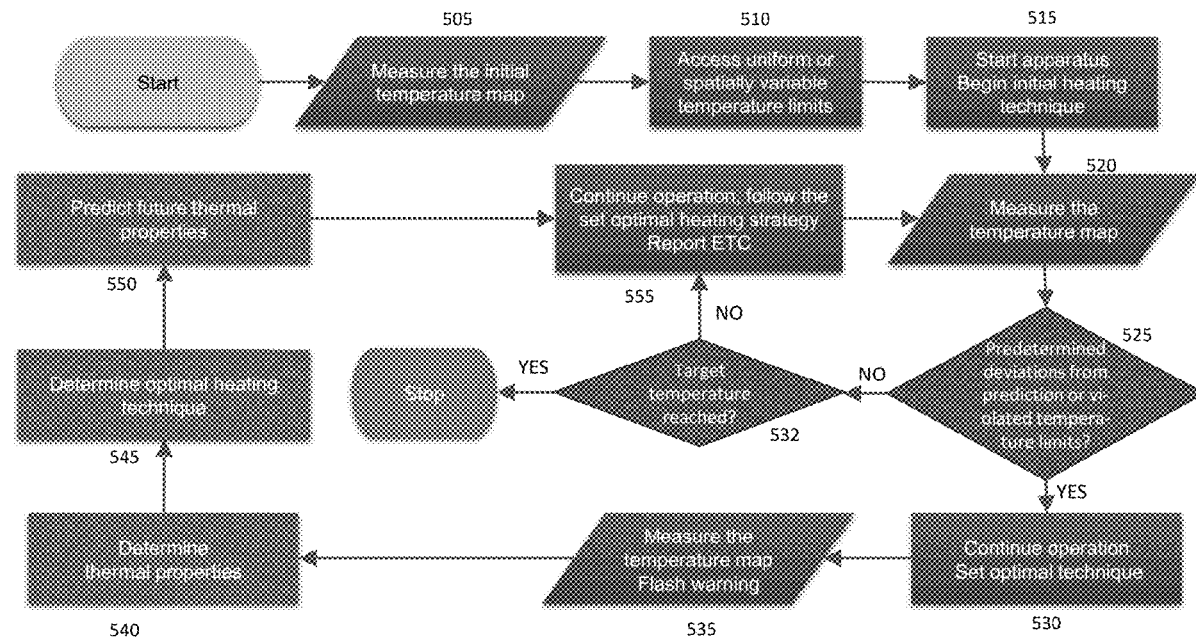 505
510
515
Start
Measure the initial
temperature map
Access uniform or
spatially variable
temperature limits
Start apparatus
Begin initial heating
technique
520
Predict future thermal
properties
Continue operation, follow the
set optimal heating strategy
Report ETC
Measure the
temperature map
550
555
NO
525
Determine optimal heating
technique
Stop
YES
Target
temperature
reached?
NO
Predetermined
deviations from
prediction or vi-
olated tempera-
ture limits?
532
545
YES
Determine
thermal properties
Measure the
temperature map
Flash warning
Continue operation
Set optimal technique
540
535
530